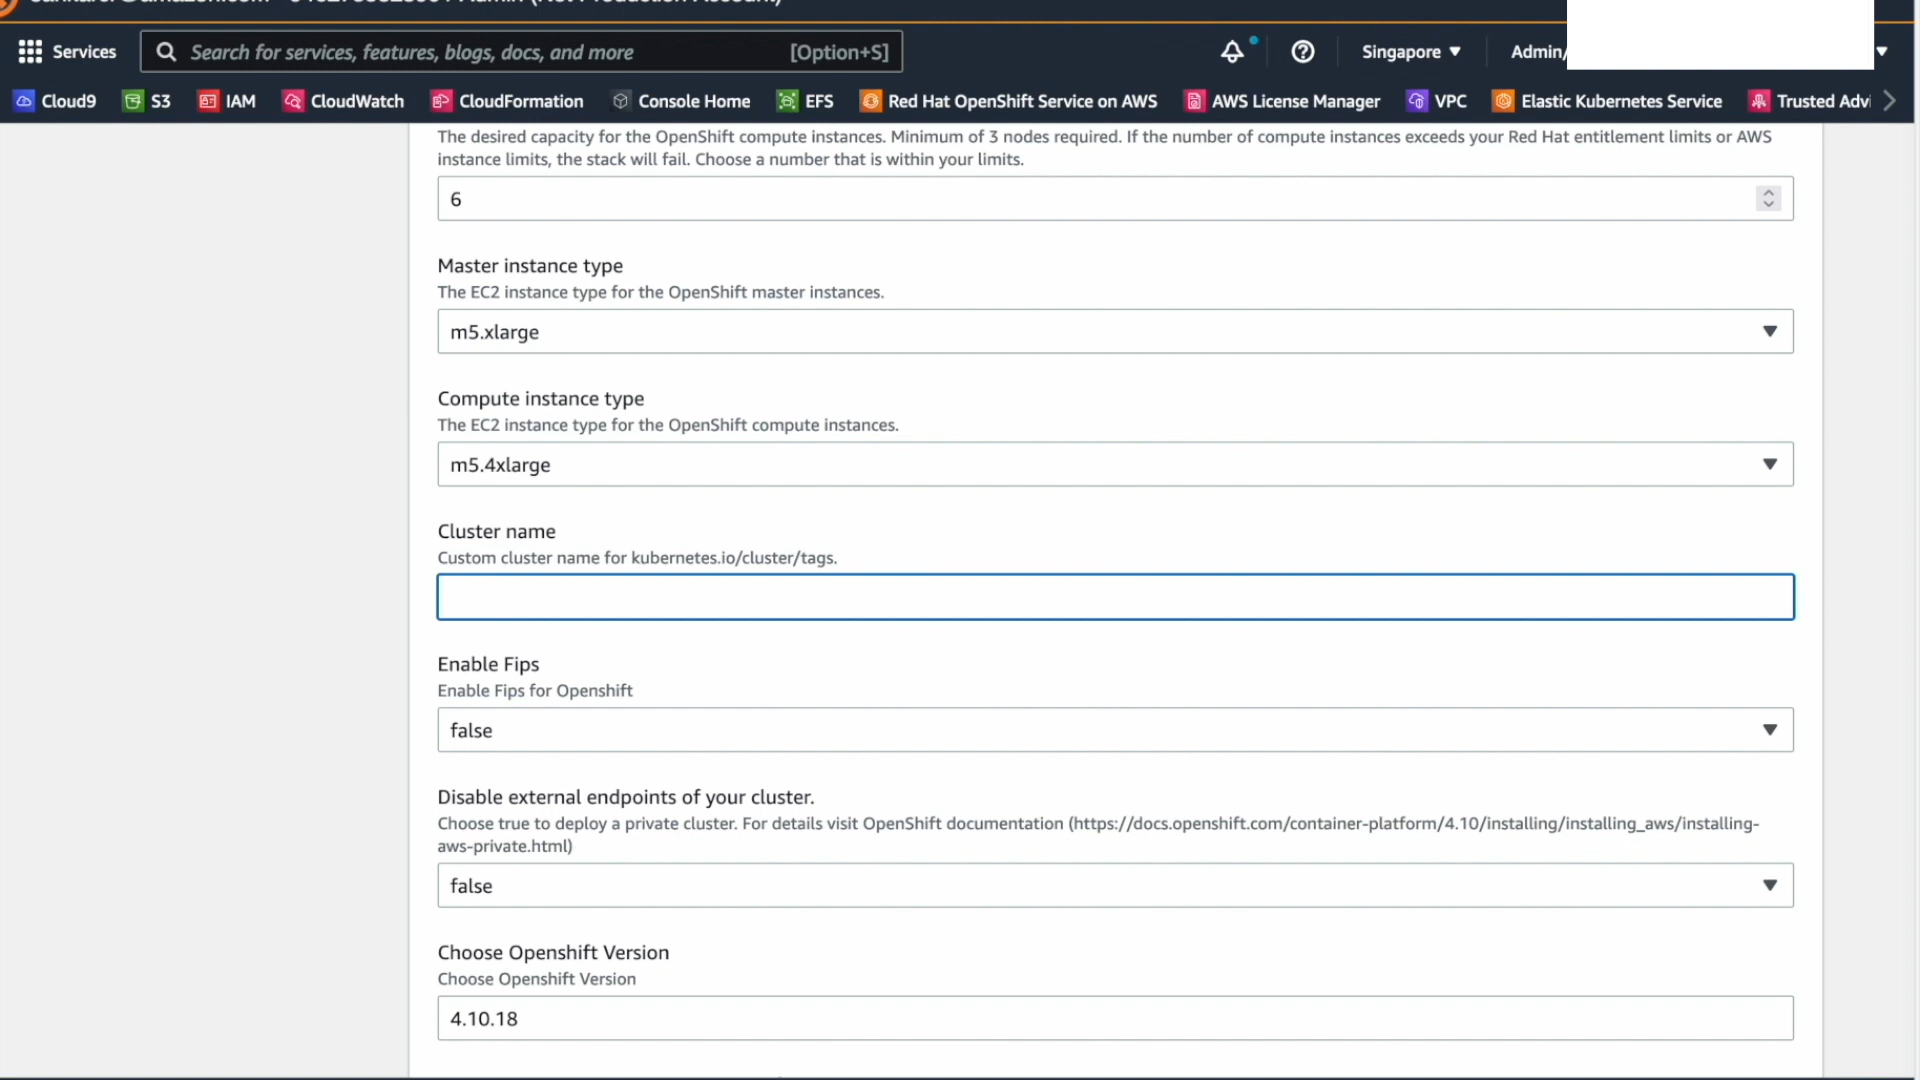 Services
Search for services, features, blogs, docs, and more
[Option+S]
Singapore
Admin/
Cloud9
S3
IAM
CloudWatch
CloudFormation
Console Home
EFS
Red Hat OpenShift Service on AWS
AWS License Manager
VPC
Elastic Kubernetes Service
Trusted Advi
The desired capacity for the OpenShift compute instances. Minimum of 3 nodes required. If the number of compute instances exceeds your Red Hat entitlement limits or AWS
instance limits, the stack will fail. Choose a number that is within your limits.
6
Master instance type
The EC2 instance type for the OpenShift master instances.
m5.xlarge
Compute instance type
The EC2 instance type for the OpenShift compute instances.
m5.4xlarge
Cluster name
Custom cluster name for kubernetes.io/cluster/tags.
Enable Fips
Enable Fips for Openshift
false
Disable external endpoints of your cluster.
Choose true to deploy a private cluster. For details visit OpenShift documentation (https://docs.openshift.com/container-platform/4.10/installing/installing_aws/installing-
aws-private.html)
false
Choose Openshift Version
Choose Openshift Version
4.10.18